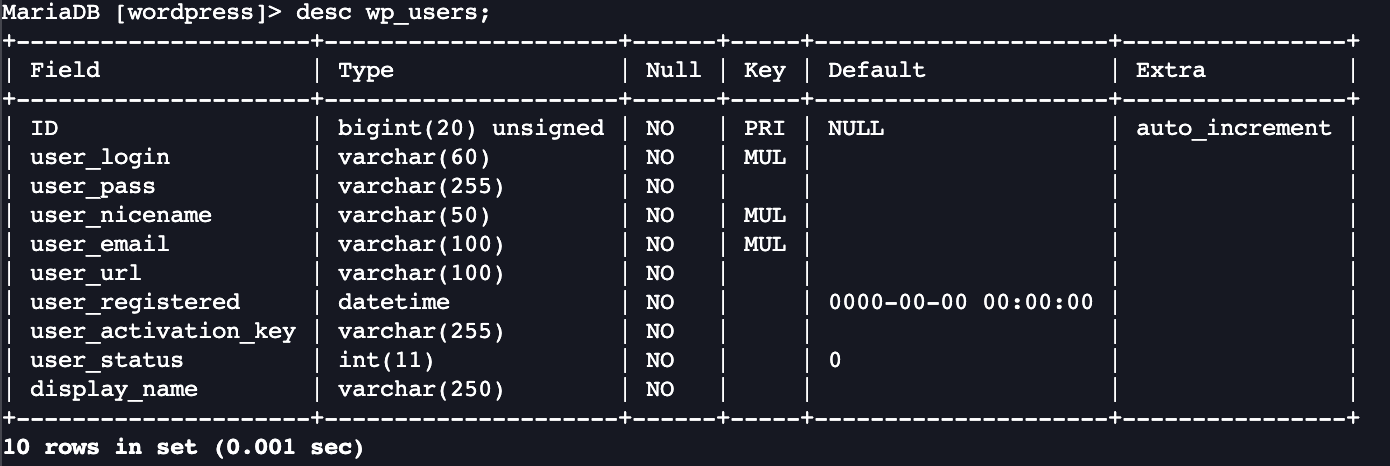 MariaDB [wordpress]> desc wp_users;
+---------------------+---------------------+------+-----+---------------------+----------------+
| Field               | Type                | Null | Key | Default             | Extra          |
+---------------------+---------------------+------+-----+---------------------+----------------+
| ID                  | bigint(20) unsigned | NO   | PRI | NULL                | auto_increment |
| user_login          | varchar(60)         | NO   | MUL |                     |                |
| user_pass           | varchar(255)        | NO   |     |                     |                |
| user_nicename       | varchar(50)         | NO   | MUL |                     |                |
| user_email          | varchar(100)        | NO   | MUL |                     |                |
| user_url            | varchar(100)        | NO   |     |                     |                |
| user_registered     | datetime            | NO   |     | 0000-00-00 00:00:00 |                |
| user_activation_key | varchar(255)        | NO   |     |                     |                |
| user_status         | int(11)             | NO   |     | 0                   |                |
| display_name        | varchar(250)        | NO   |     |                     |                |
+---------------------+---------------------+------+-----+---------------------+----------------+
10 rows in set (0.001 sec)